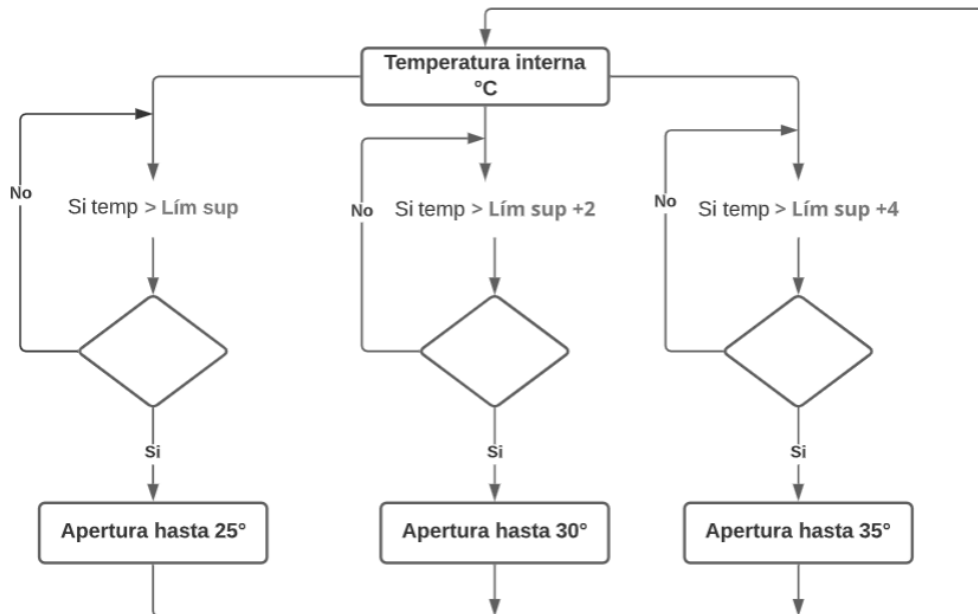 Temperatura interna
°C
No
Si temp > Lím sup
No
Si temp > Lím sup +2
No
Si temp > Lím sup +4
Si
Si
Si
Apertura hasta 25°
Apertura hasta 30°
Apertura hasta 35°